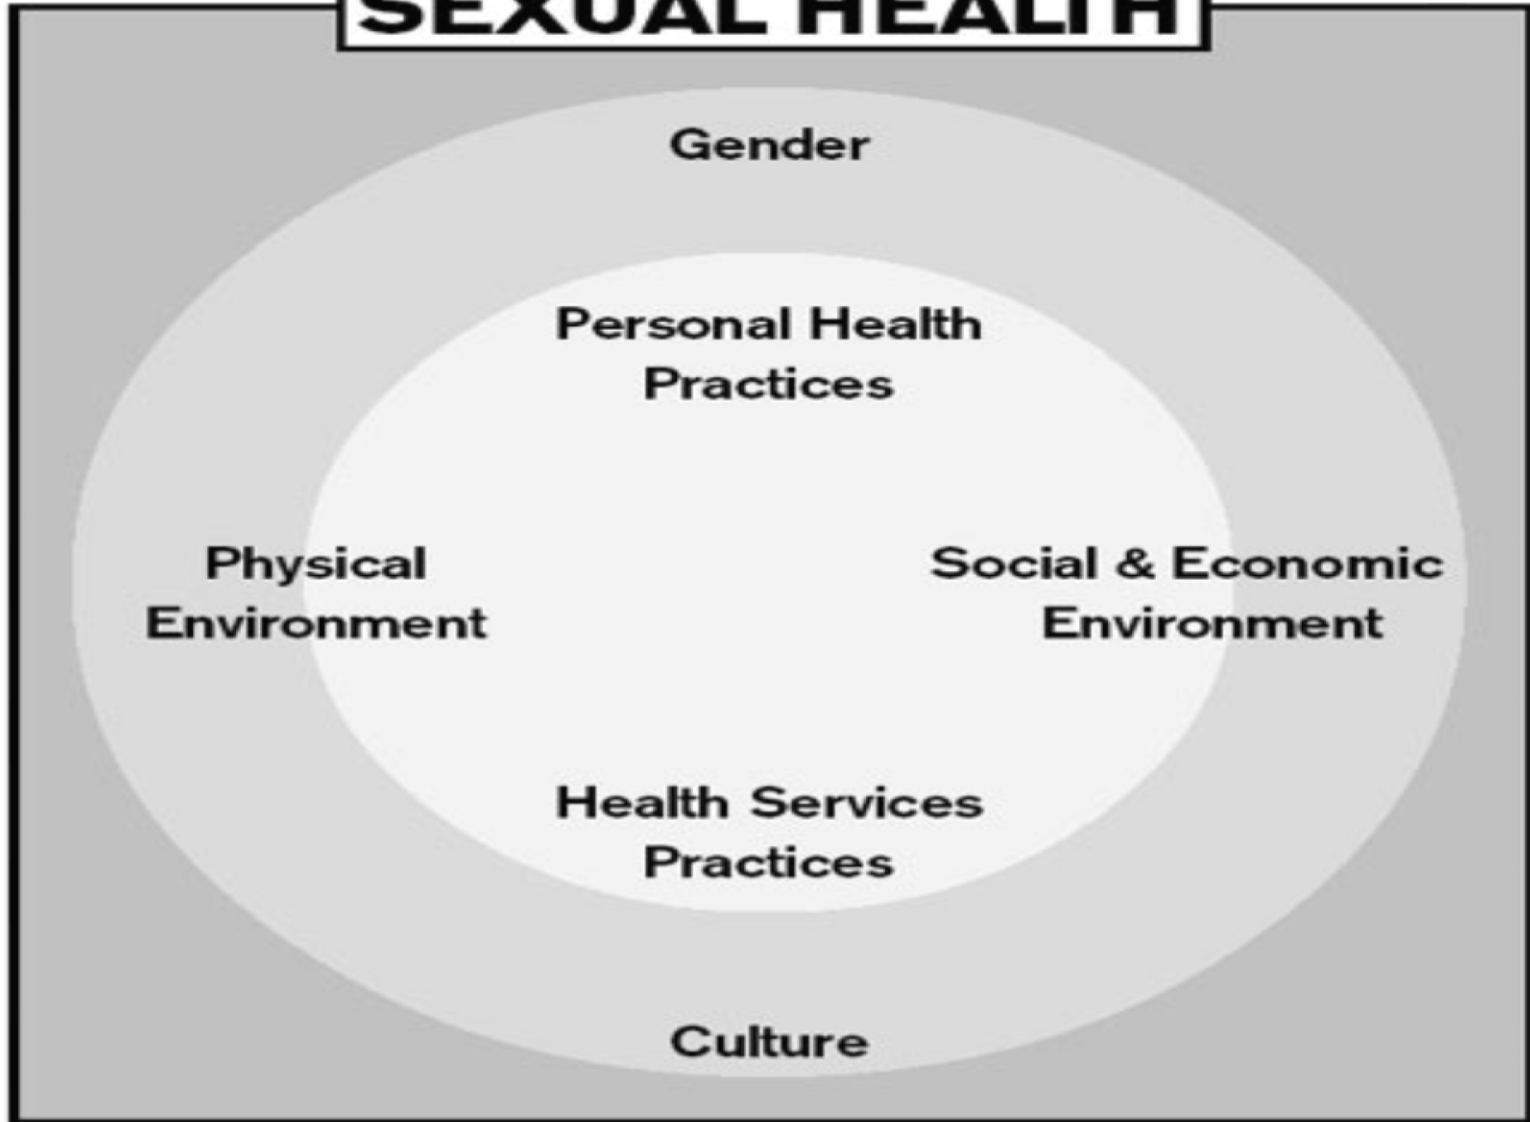 SEXUAL HEALTH
Gender
Personal Health
Practices
Physical
Environment
Social & Economic
Environment
Health Services
Practices
Culture